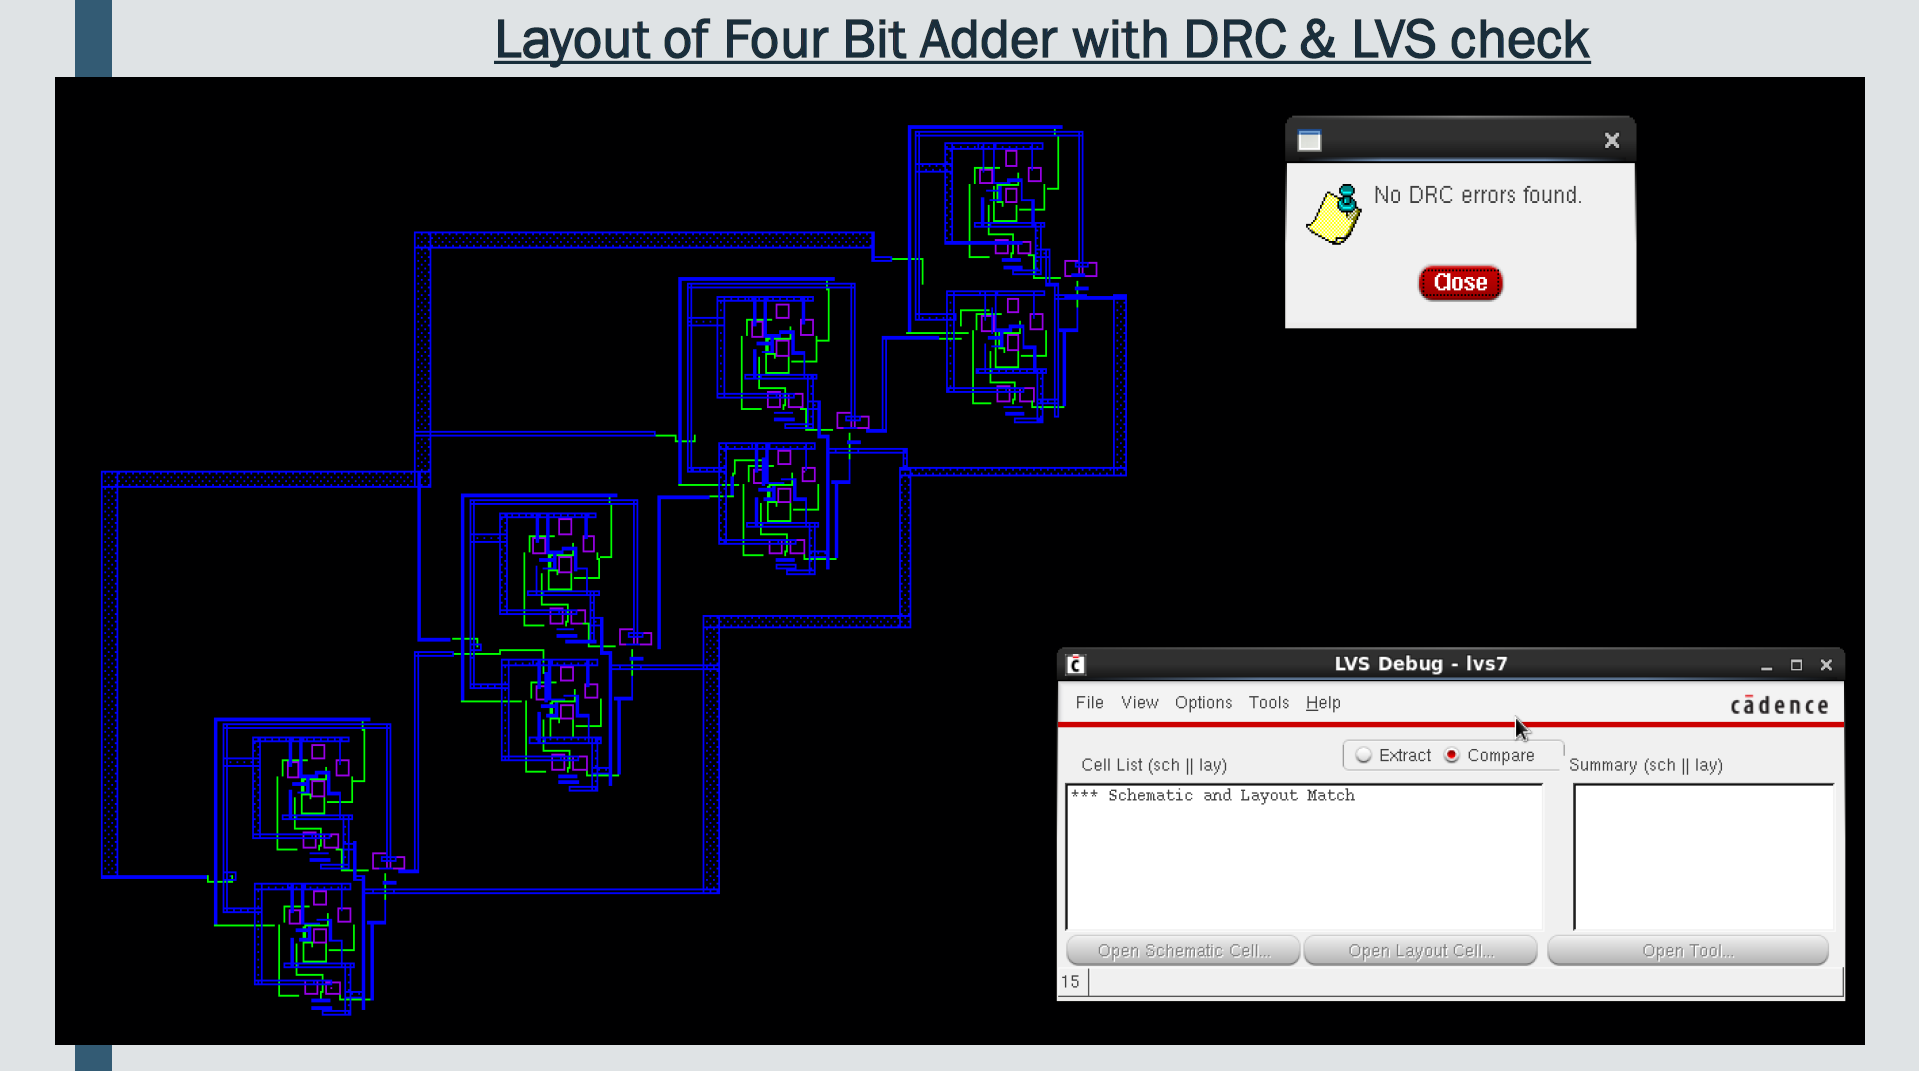 Layout of Four Bit Adder with DRC & LVS check
No DRC errors found.
Close
LVS Debug - lvs7
File View Options Tools Help
cādence
Extract Compare
Cell List (sch || lay)
Summary (sch || lay)
*** Schematic and Layout Match
Open Schematic Cell... Open Layout Cell... Open Tool...
15